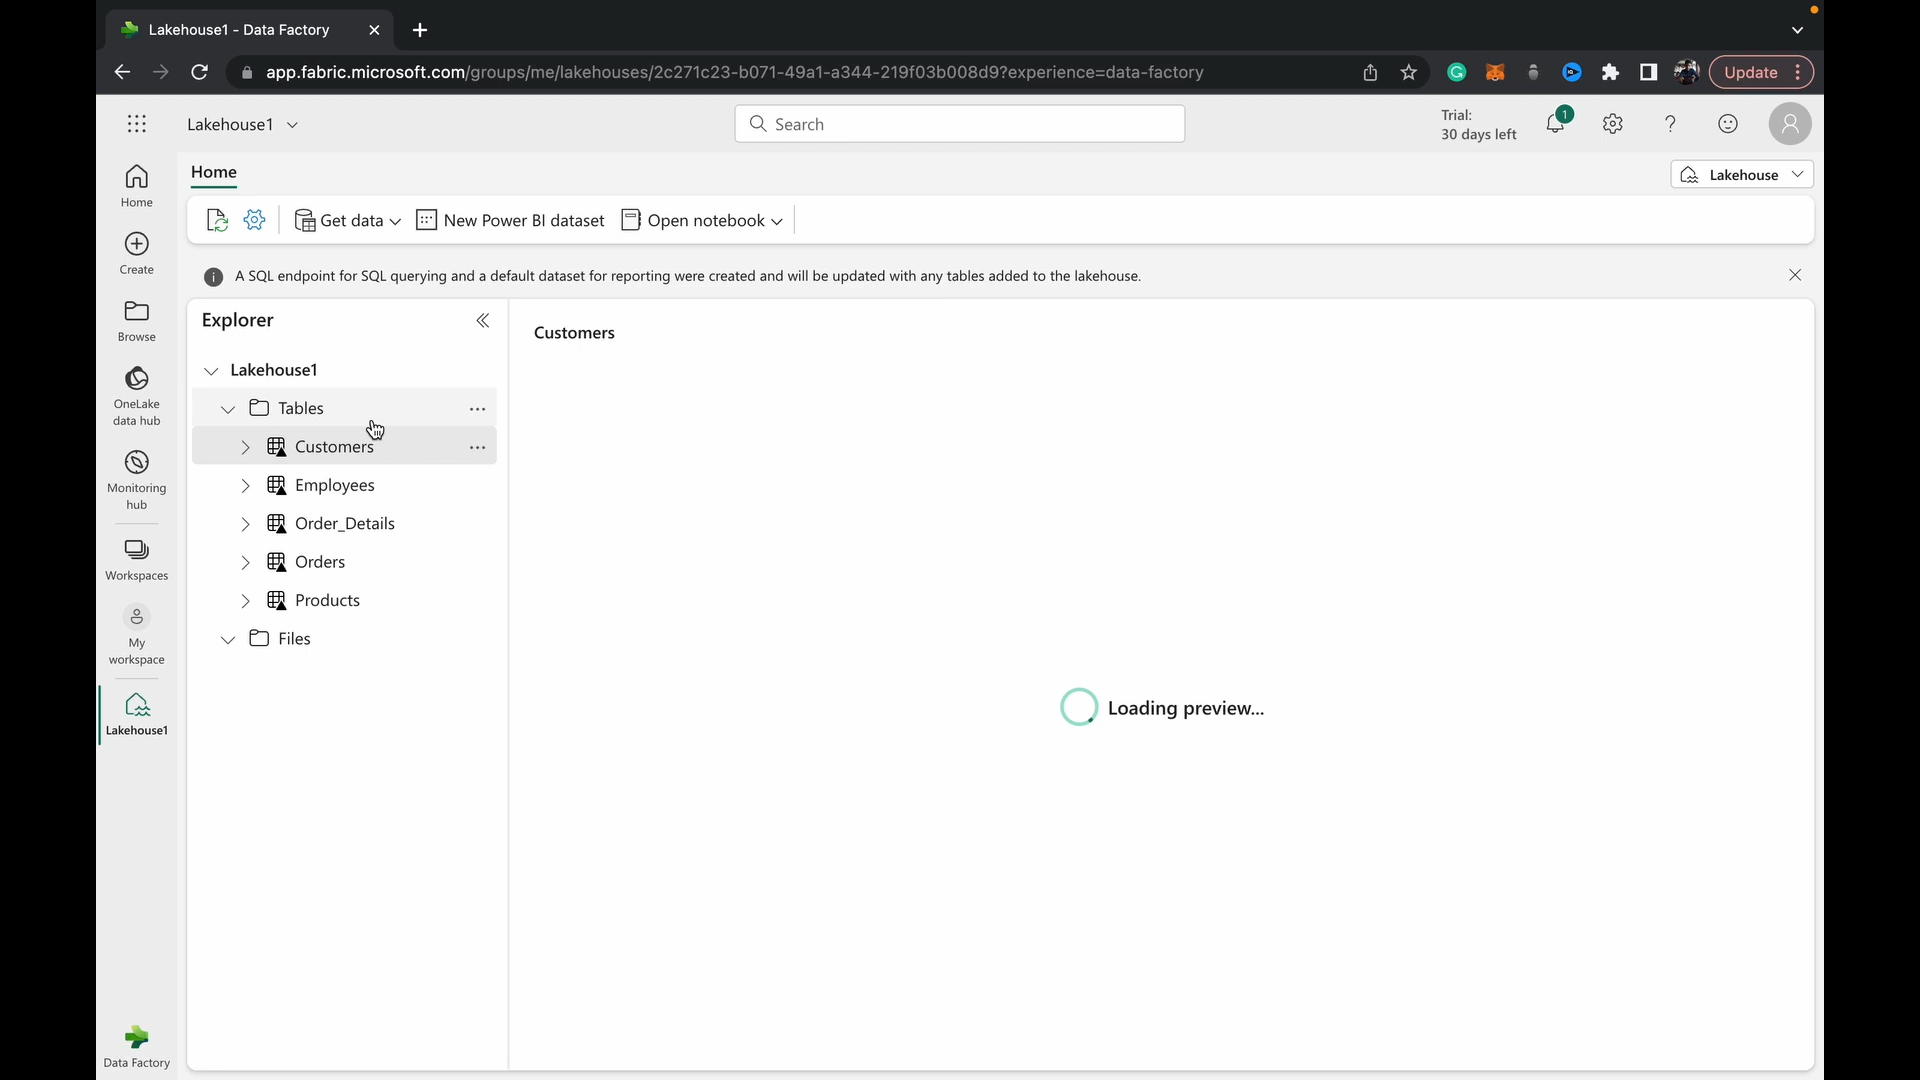 Lakehouse1 - Data Factory
app.fabric.microsoft.com/groups/me/lakehouses/2c271c23-b071-49a1-a344-219f03b008d9?experience=data-factory
Update
Lakehouse1
Search
Trial:
30 days left
1
Home
Lakehouse
Get data
New Power BI dataset
Open notebook
A SQL endpoint for SQL querying and a default dataset for reporting were created and will be updated with any tables added to the lakehouse.
Home
Create
Browse
OneLake
data hub
Monitoring
hub
Workspaces
My
workspace
Lakehouse1
Data Factory
Explorer
Lakehouse1
Tables
Customers
Employees
Order_Details
Orders
Products
Files
Customers
Loading preview...